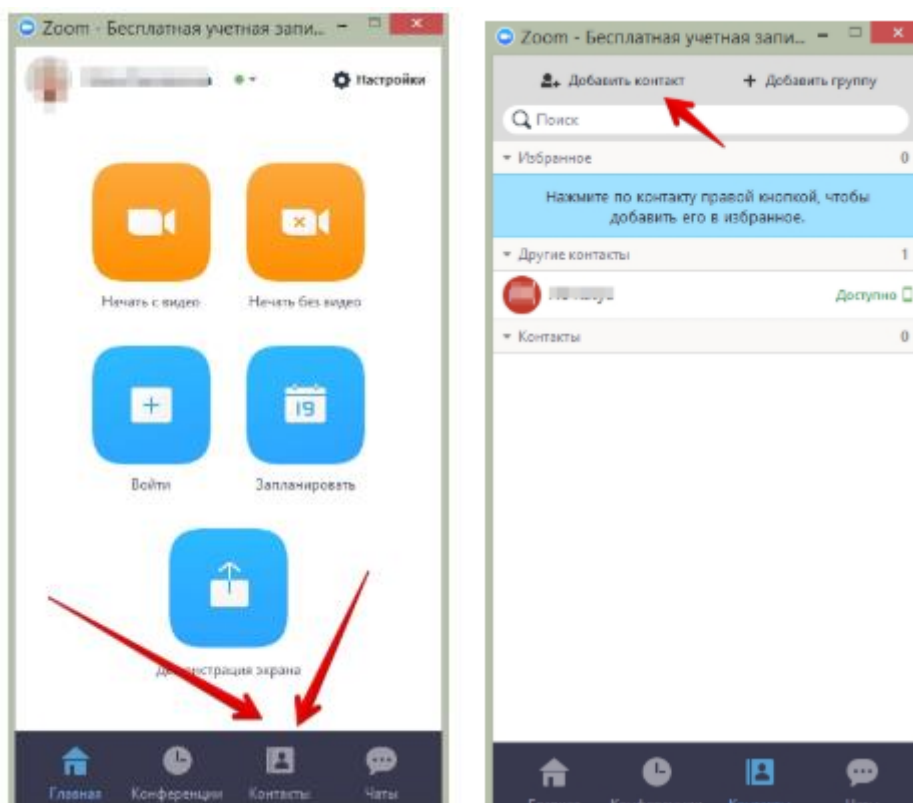 Zoom - Бесплатная учетная запи...
Настройки
Начать с видео
Начать без видео
19
Войти
Запланировать
Демонстрация экрана
Главная
Конференции
Контакты
Чаты
Zoom - Бесплатная учетная запи...
Добавить контакт
+ Добавить группу
Поиск
Избранное 0
Нажмите по контакту правой кнопкой, чтобы
добавить его в избранное.
Другие контакты 1
Доступно
Контакты 0